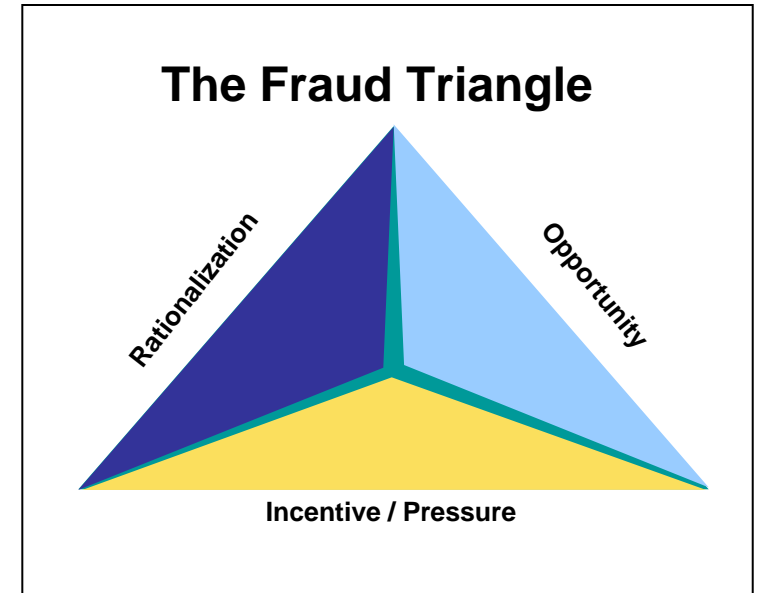 The Fraud Triangle
Rationalization
Opportunity
Incentive / Pressure